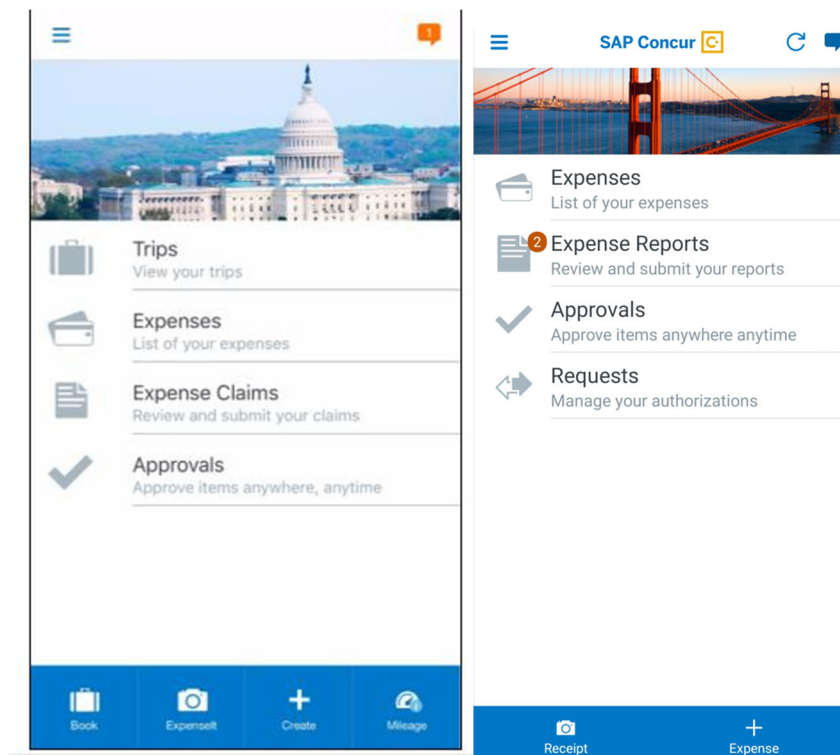 1
Trips
View your trips
Expenses
List of your expenses
Expense Claims
Review and submit your claims
Approvals
Approve items anywhere, anytime
Book
ExpenseIt
Create
Mileage
SAP Concur C.
Expenses
List of your expenses
2
Expense Reports
Review and submit your reports
Approvals
Approve items anywhere anytime
Requests
Manage your authorizations
Receipt
Expense